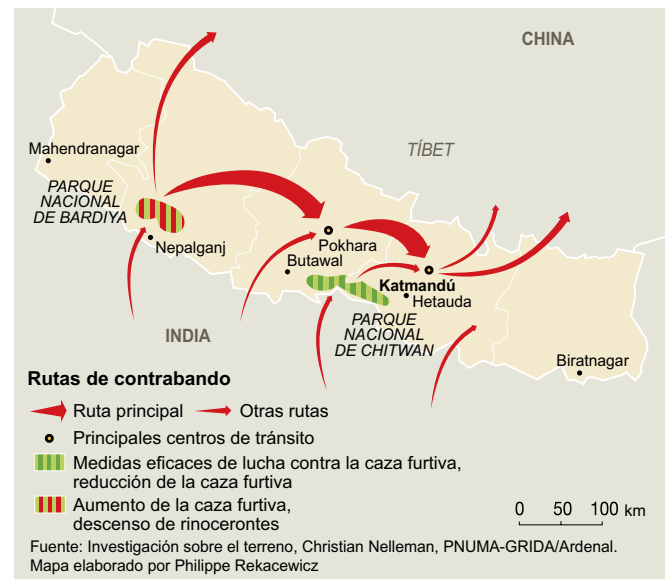 CHINA
TÍBET
Mahendranagar
PARQUE
NACIONAL
DE BARDIYA
Nepalganj
Pokhara
Butawal
Katmandú
Hetauda
INDIA
PARQUE
NACIONAL
DE CHITWAN
Biratnagar
Rutas de contrabando
Ruta principal
Otras rutas
Principales centros de tránsito
Medidas eficaces de lucha contra la caza furtiva,
reducción de la caza furtiva
Aumento de la caza furtiva,
descenso de rinocerontes
0 50 100 km
Fuente: Investigación sobre el terreno, Christian Nelleman, PNUMA-GRIDA/Ardenal.
Mapa elaborado por Philippe Rekacewicz